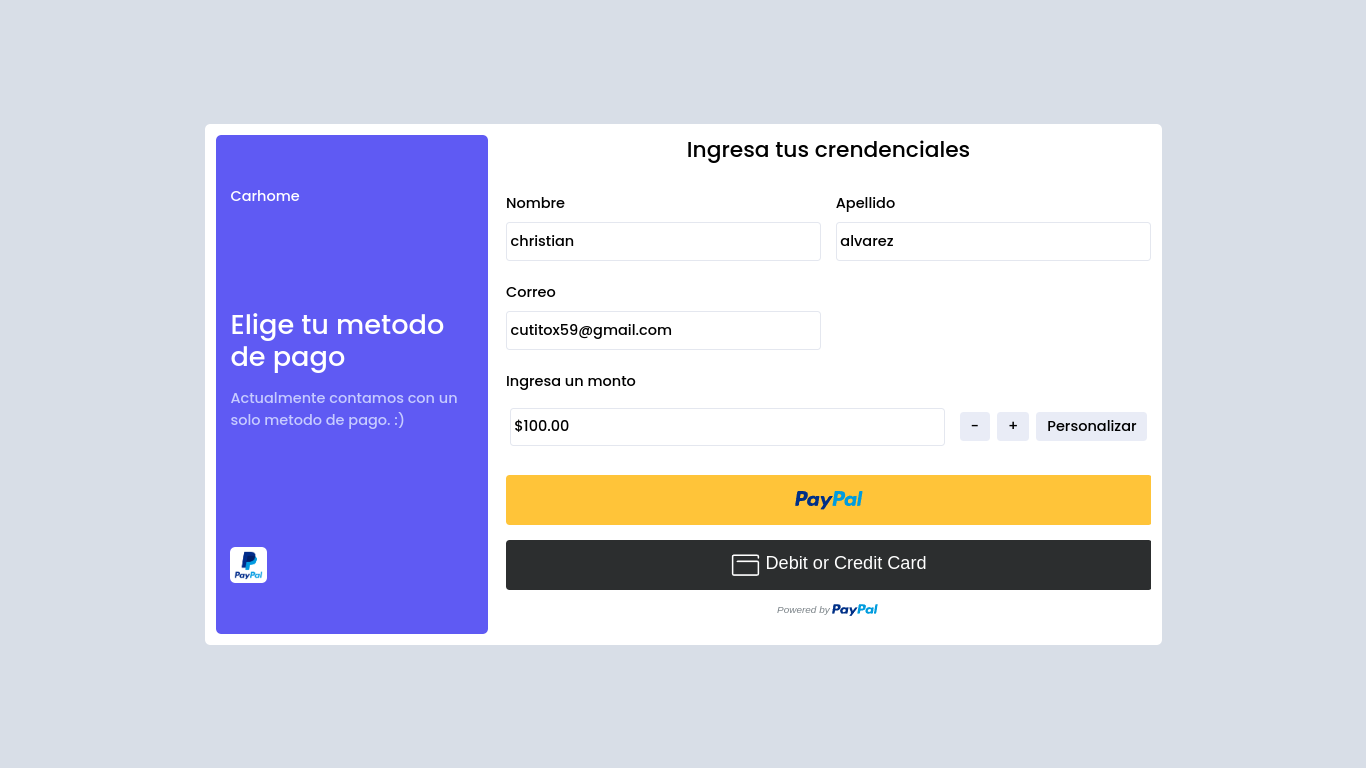 Carhome
Elige tu metodo
de pago
Actualmente contamos con un
solo metodo de pago. :)
PayPal
Ingresa tus crendenciales
Nombre
Apellido
christian
alvarez
Correo
cutitox59@gmail.com
Ingresa un monto
$100.00
-
+
Personalizar
PayPal
Debit or Credit Card
Powered by PayPal